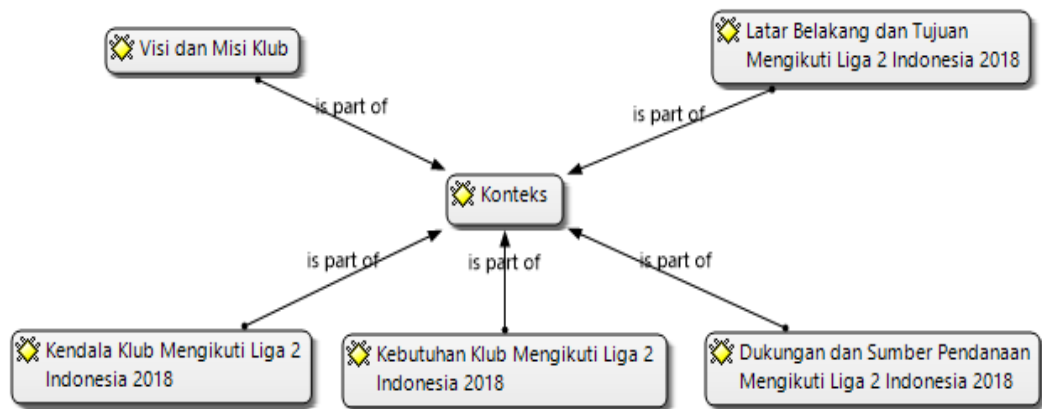 Visi dan Misi Klub
Latar Belakang dan Tujuan
Mengikuti Liga 2 Indonesia 2018
is part of
is part of
Konteks
is part of
is part of
is part of
Kendala Klub Mengikuti Liga 2
Indonesia 2018
Kebutuhan Klub Mengikuti Liga 2
Indonesia 2018
Dukungan dan Sumber Pendanaan
Mengikuti Liga 2 Indonesia 2018